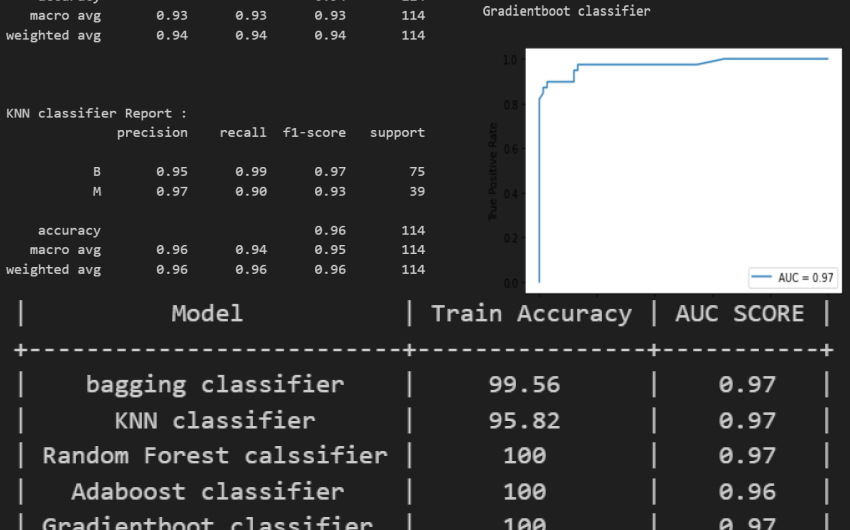 macro avg 0.93 0.93 0.93 114
weighted avg 0.94 0.94 0.94 114
KNN classifier Report :
precision recall f1-score support
B 0.95 0.99 0.97 75
M 0.97 0.90 0.93 39
accuracy 0.96 114
macro avg 0.96 0.94 0.95 114
weighted avg 0.96 0.96 0.96 114
Gradientboot classifier
True Positive Rate
1.0
0.8
0.6
0.4
0.2
0.0
AUC = 0.97
| Model | Train Accuracy | AUC SCORE |
| bagging classifier | 99.56 | 0.97 |
| KNN classifier | 95.82 | 0.97 |
| Random Forest calssifier | 100 | 0.97 |
| Adaboost classifier | 100 | 0.96 |
| Gradientboot classifier | 100 | 0.97 |